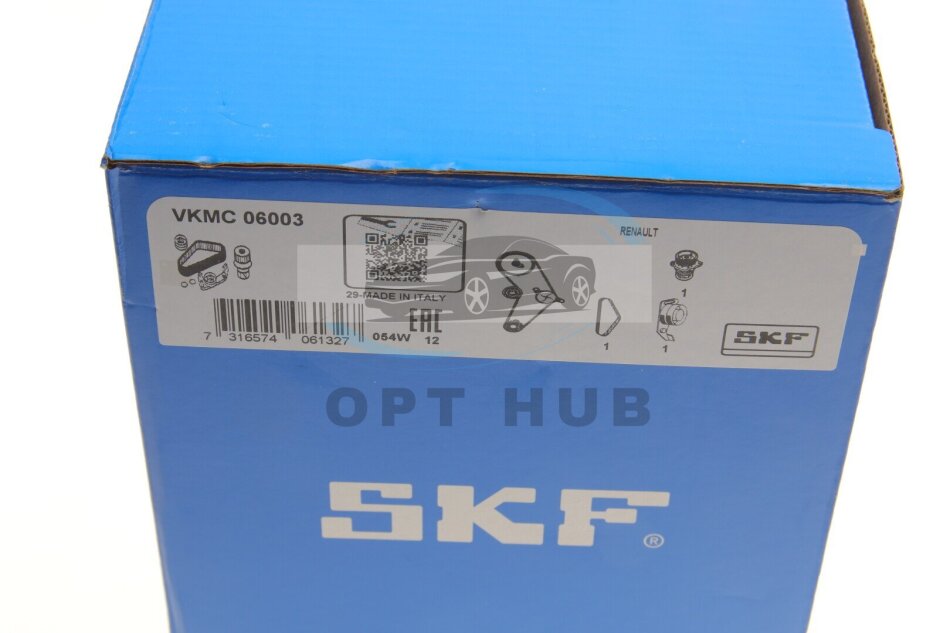 VKMC 06003
RENAULT
29-MADE IN ITALY
1
7 316574 061327
054W
EAC
12
1
1
SKF
OPT HUB
SKF®